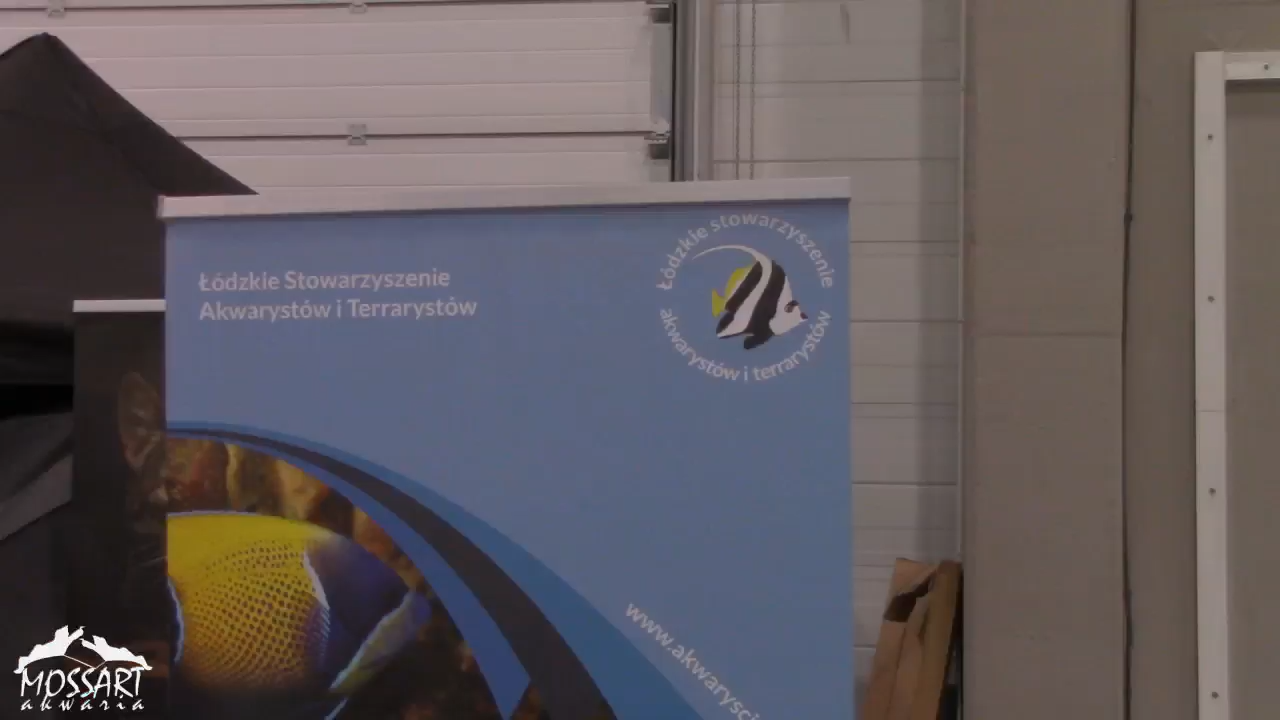 Łódzkie Stowarzyszenie
Akwarystów i Terrarystów
Łódzkie stowarzyszenie
akwarystów i terrarystów
www.akwaryści
MOSSART
akwaria